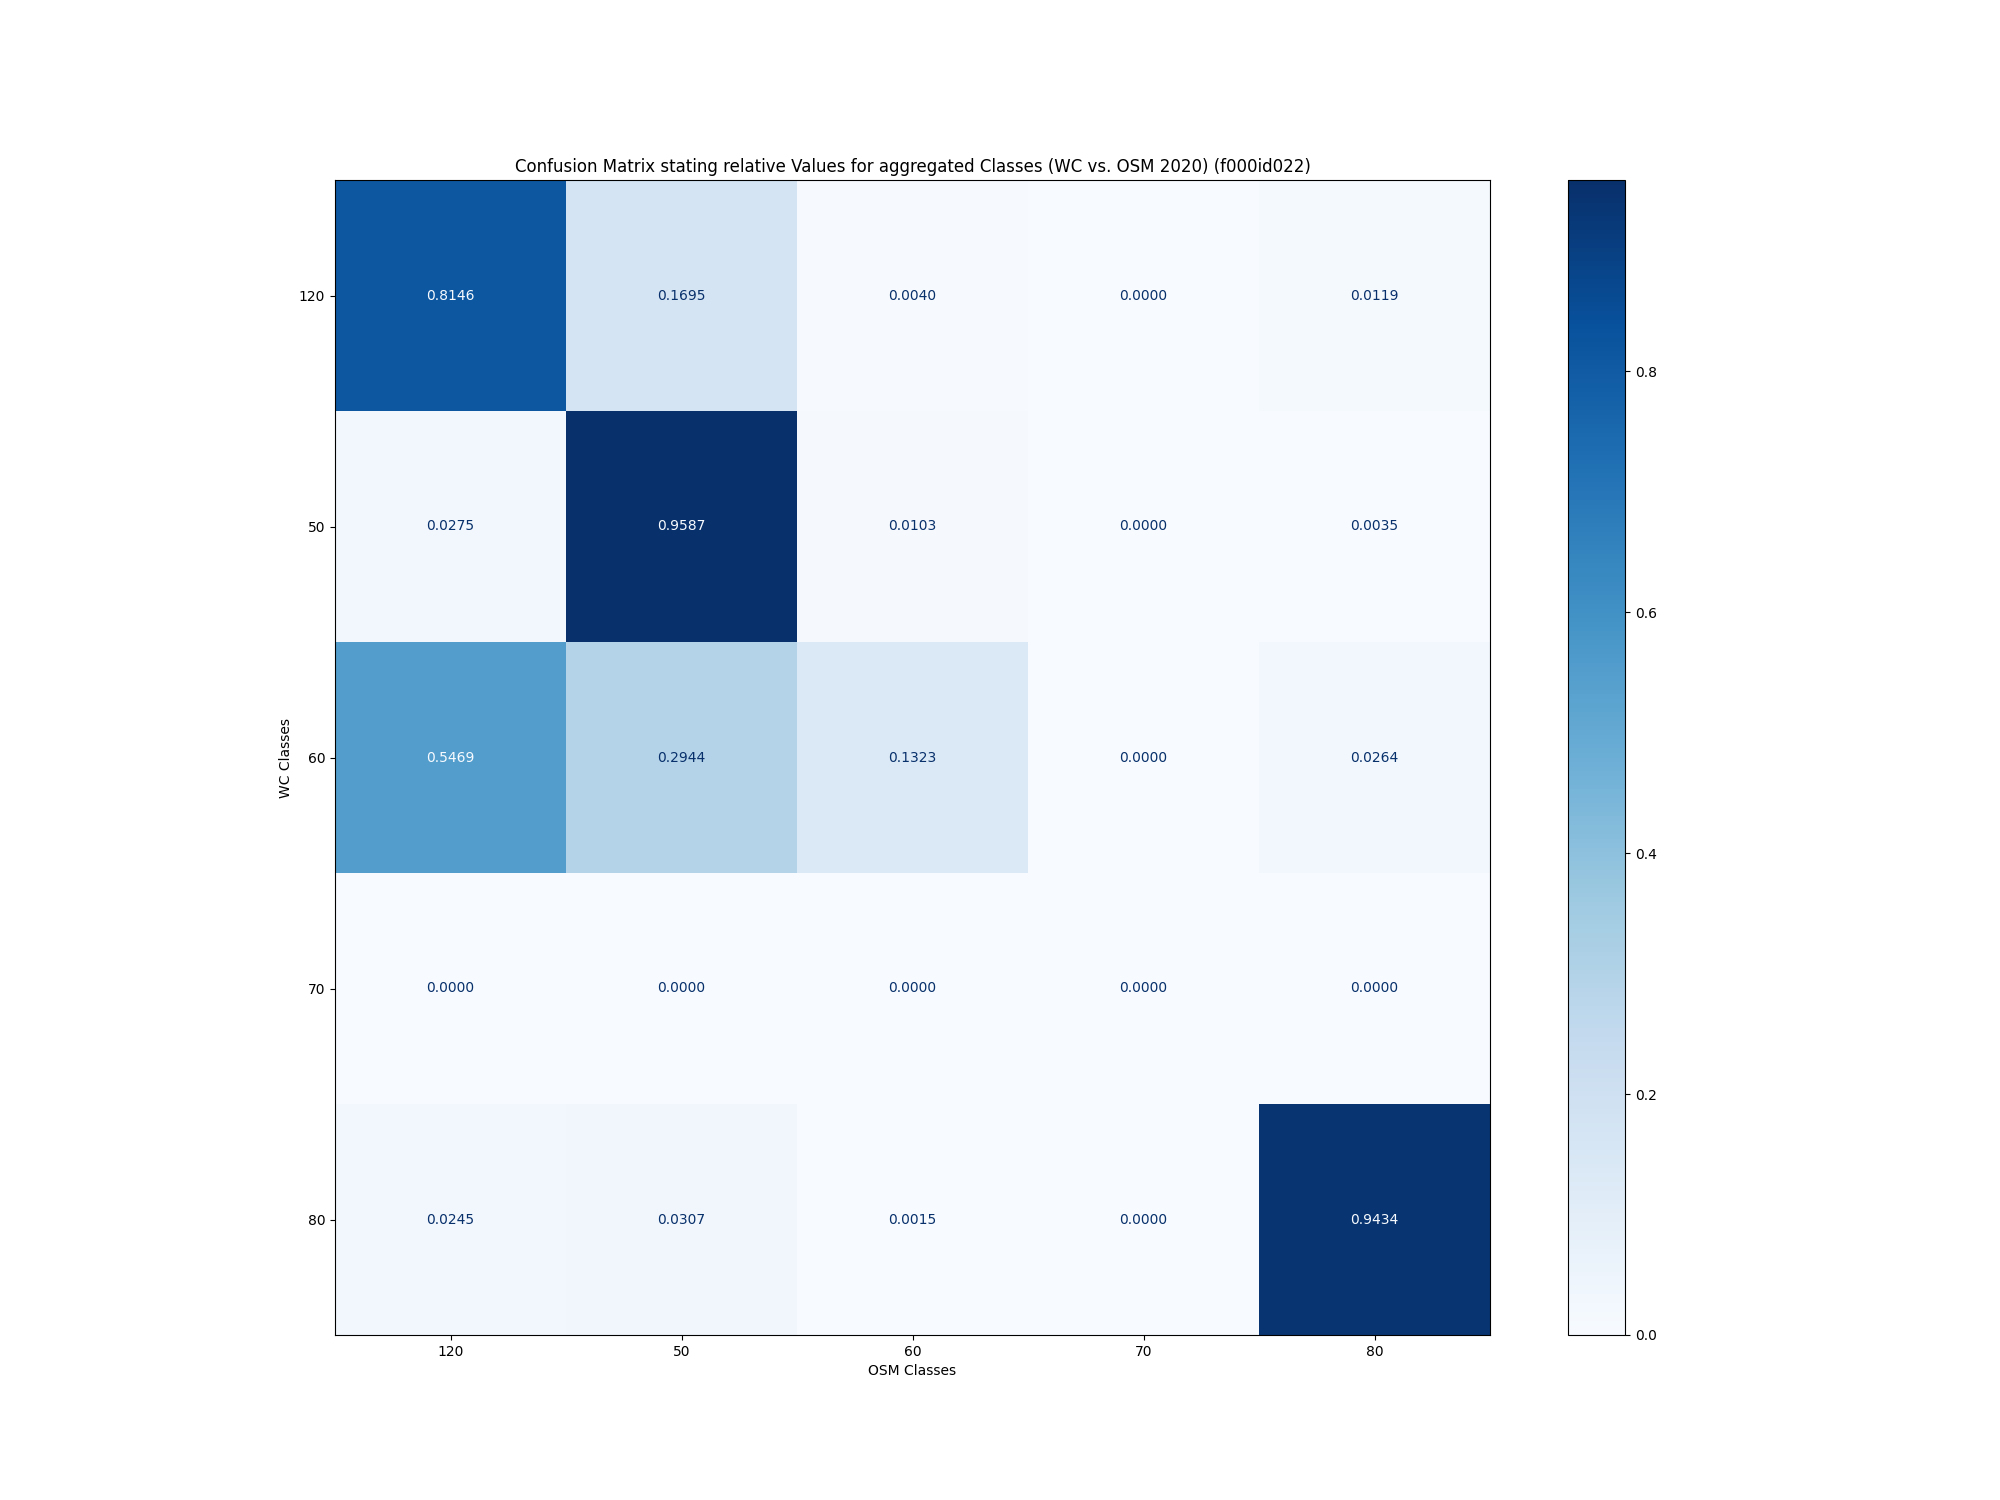 Confusion Matrix stating relative Values for aggregated Classes (WC vs. OSM 2020) (f000id022)
120 0.8146 0.1695 0.0040 0.0000 0.0119
50 0.0275 0.9587 0.0103 0.0000 0.0035
WC Classes
60 0.5469 0.2944 0.1323 0.0000 0.0264
70 0.0000 0.0000 0.0000 0.0000 0.0000
80 0.0245 0.0307 0.0015 0.0000 0.9434
120 50 60 70 80
OSM Classes
0.8
0.6
0.4
0.2
0.0